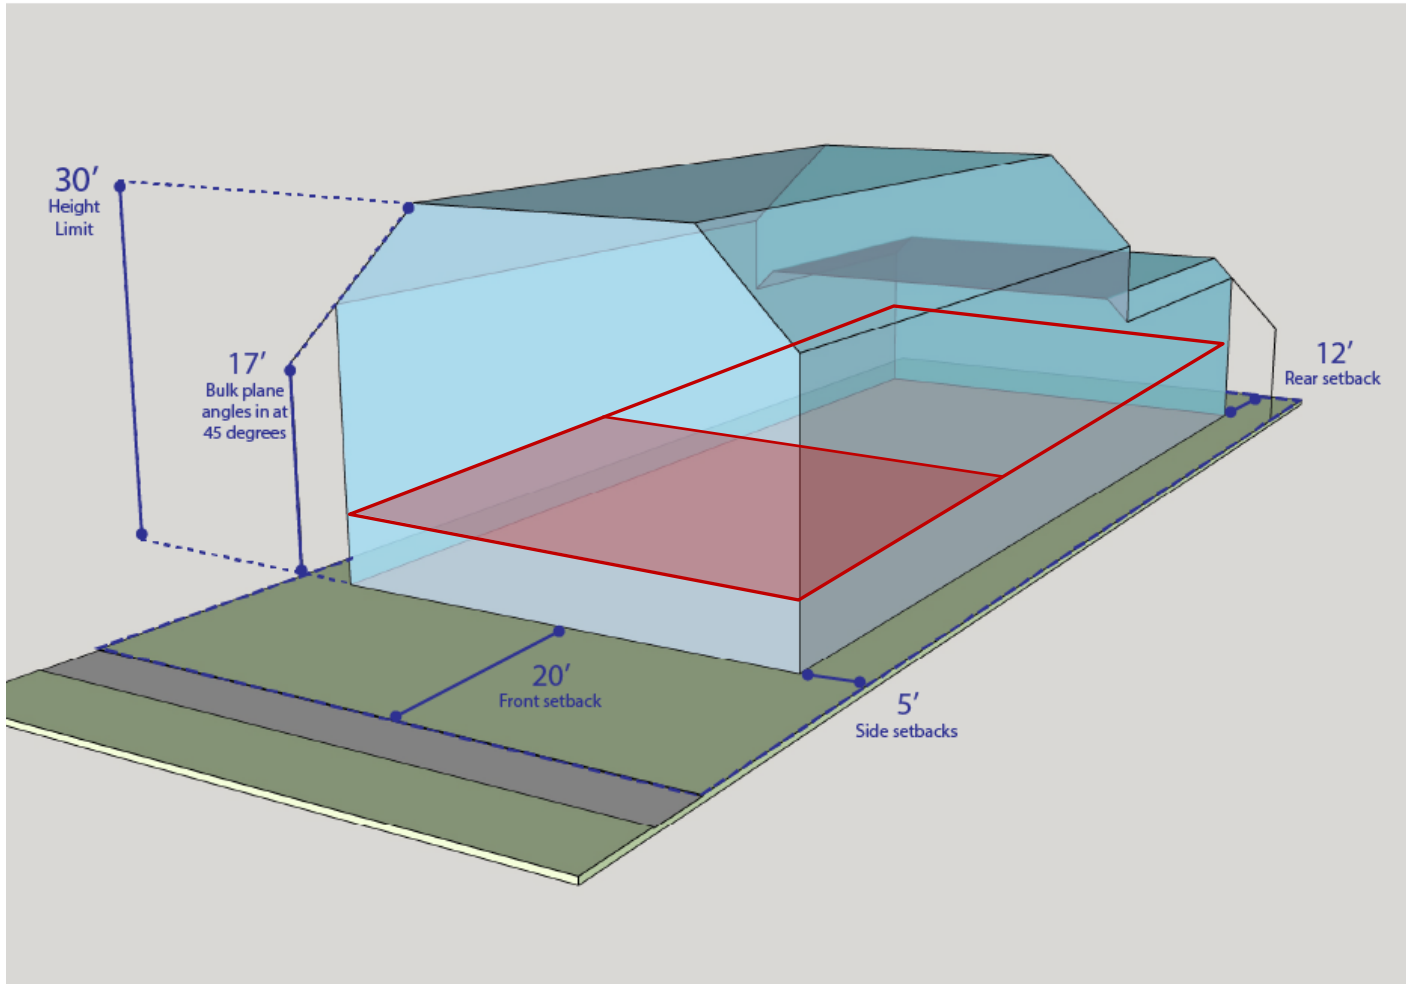 30′
Height
Limit
17′
Bulk plane
angles in at
45 degrees
12′
Rear setback
20′
Front setback
5′
Side setbacks